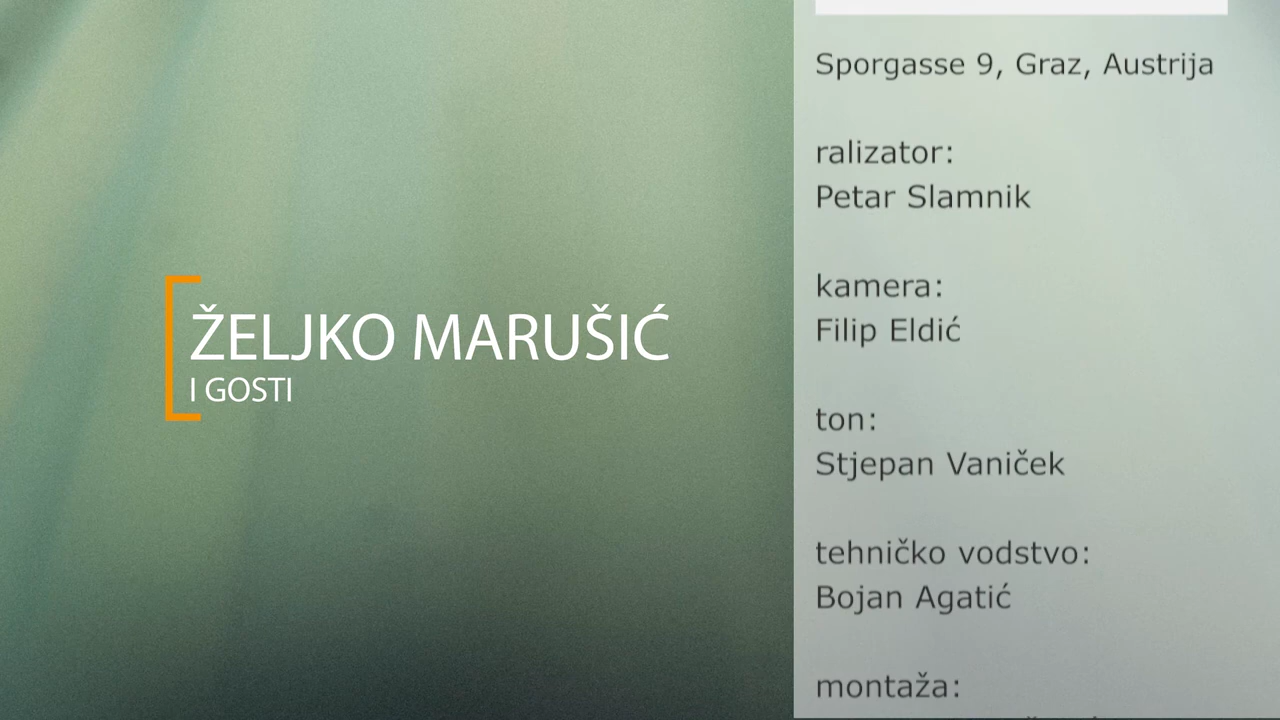 ŽELJKO MARUŠIĆ
I GOSTI
Sporgasse 9, Graz, Austrija
ralizator:
Petar Slamnik
kamera:
Filip Eldić
ton:
Stjepan Vaniček
tehničko vodstvo:
Bojan Agatić
montaža: